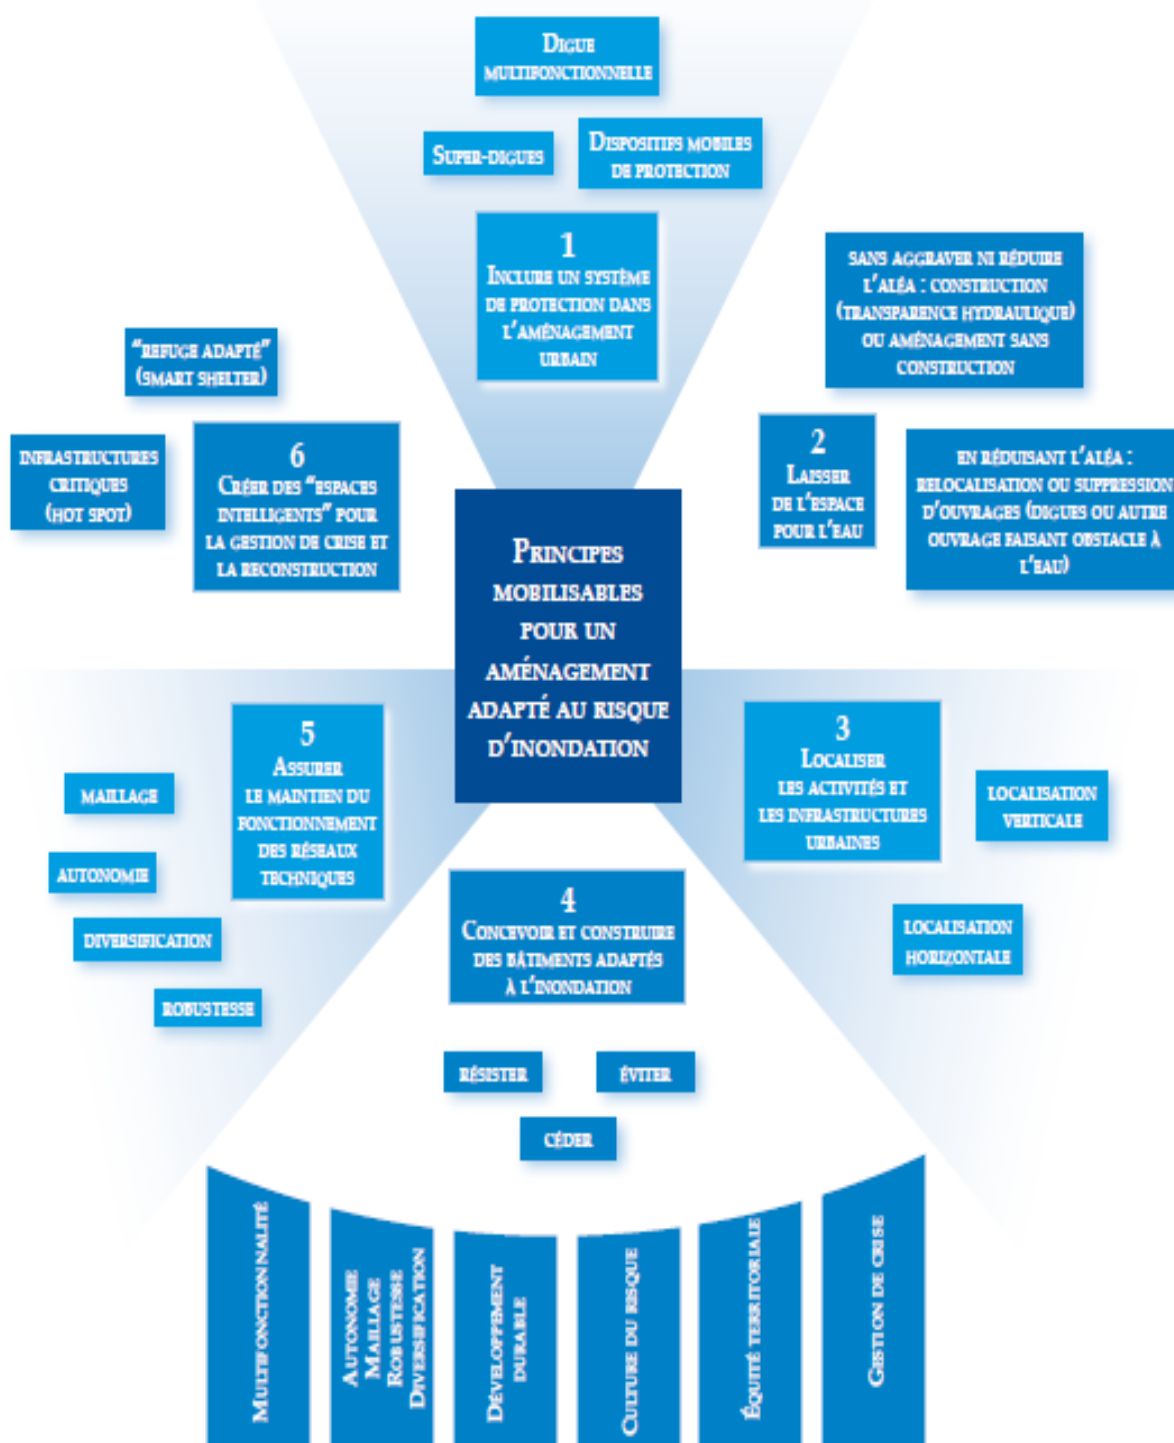 Digue
multifonctionnelle
Super-digues
Dispositifs mobiles
de protection
1
Inclure un système
de protection dans
l'aménagement
urbain
sans aggraver ni réduire
l'aléa : construction
(transparence hydraulique)
ou aménagement sans
construction
2
Laisser
de l'espace
pour l'eau
en réduisant l'aléa :
relocalisation ou suppression
d'ouvrages (digues ou autre
ouvrage faisant obstacle à
l'eau)
"refuge adapté"
(smart shelter)
infrastructures
critiques
(hot spot)
6
Créer des "espaces
intelligents" pour
la gestion de crise et
la reconstruction
Principes
mobilisables
pour un
aménagement
adapté au risque
d'inondation
5
Assurer
le maintien du
fonctionnement
des réseaux
techniques
maillage
autonomie
diversification
robustesse
3
Localiser
les activités et
les infrastructures
urbaines
localisation
verticale
localisation
horizontale
4
Concevoir et construire
des bâtiments adaptés
à l'inondation
résister
éviter
céder
Multifonctionnalité
Autonomie
Maillage
Robustesse
Diversification
Développement
durable
Culture du risque
Équité territoriale
Gestion de crise